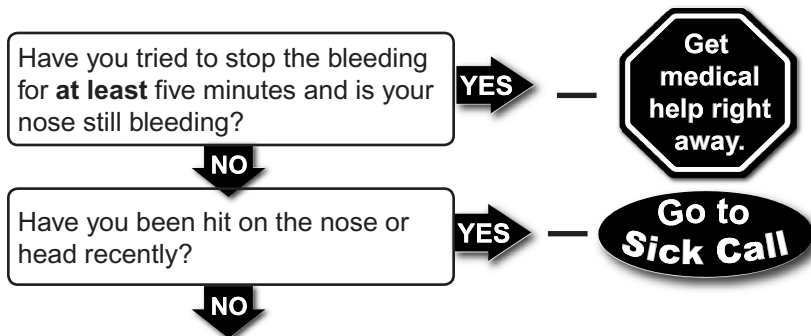 Have you tried to stop the bleeding
for at least five minutes and is your
nose still bleeding?
YES
—
Get
medical
help right
away.
NO
Have you been hit on the nose or
head recently?
YES
—
Go to
Sick Call
NO